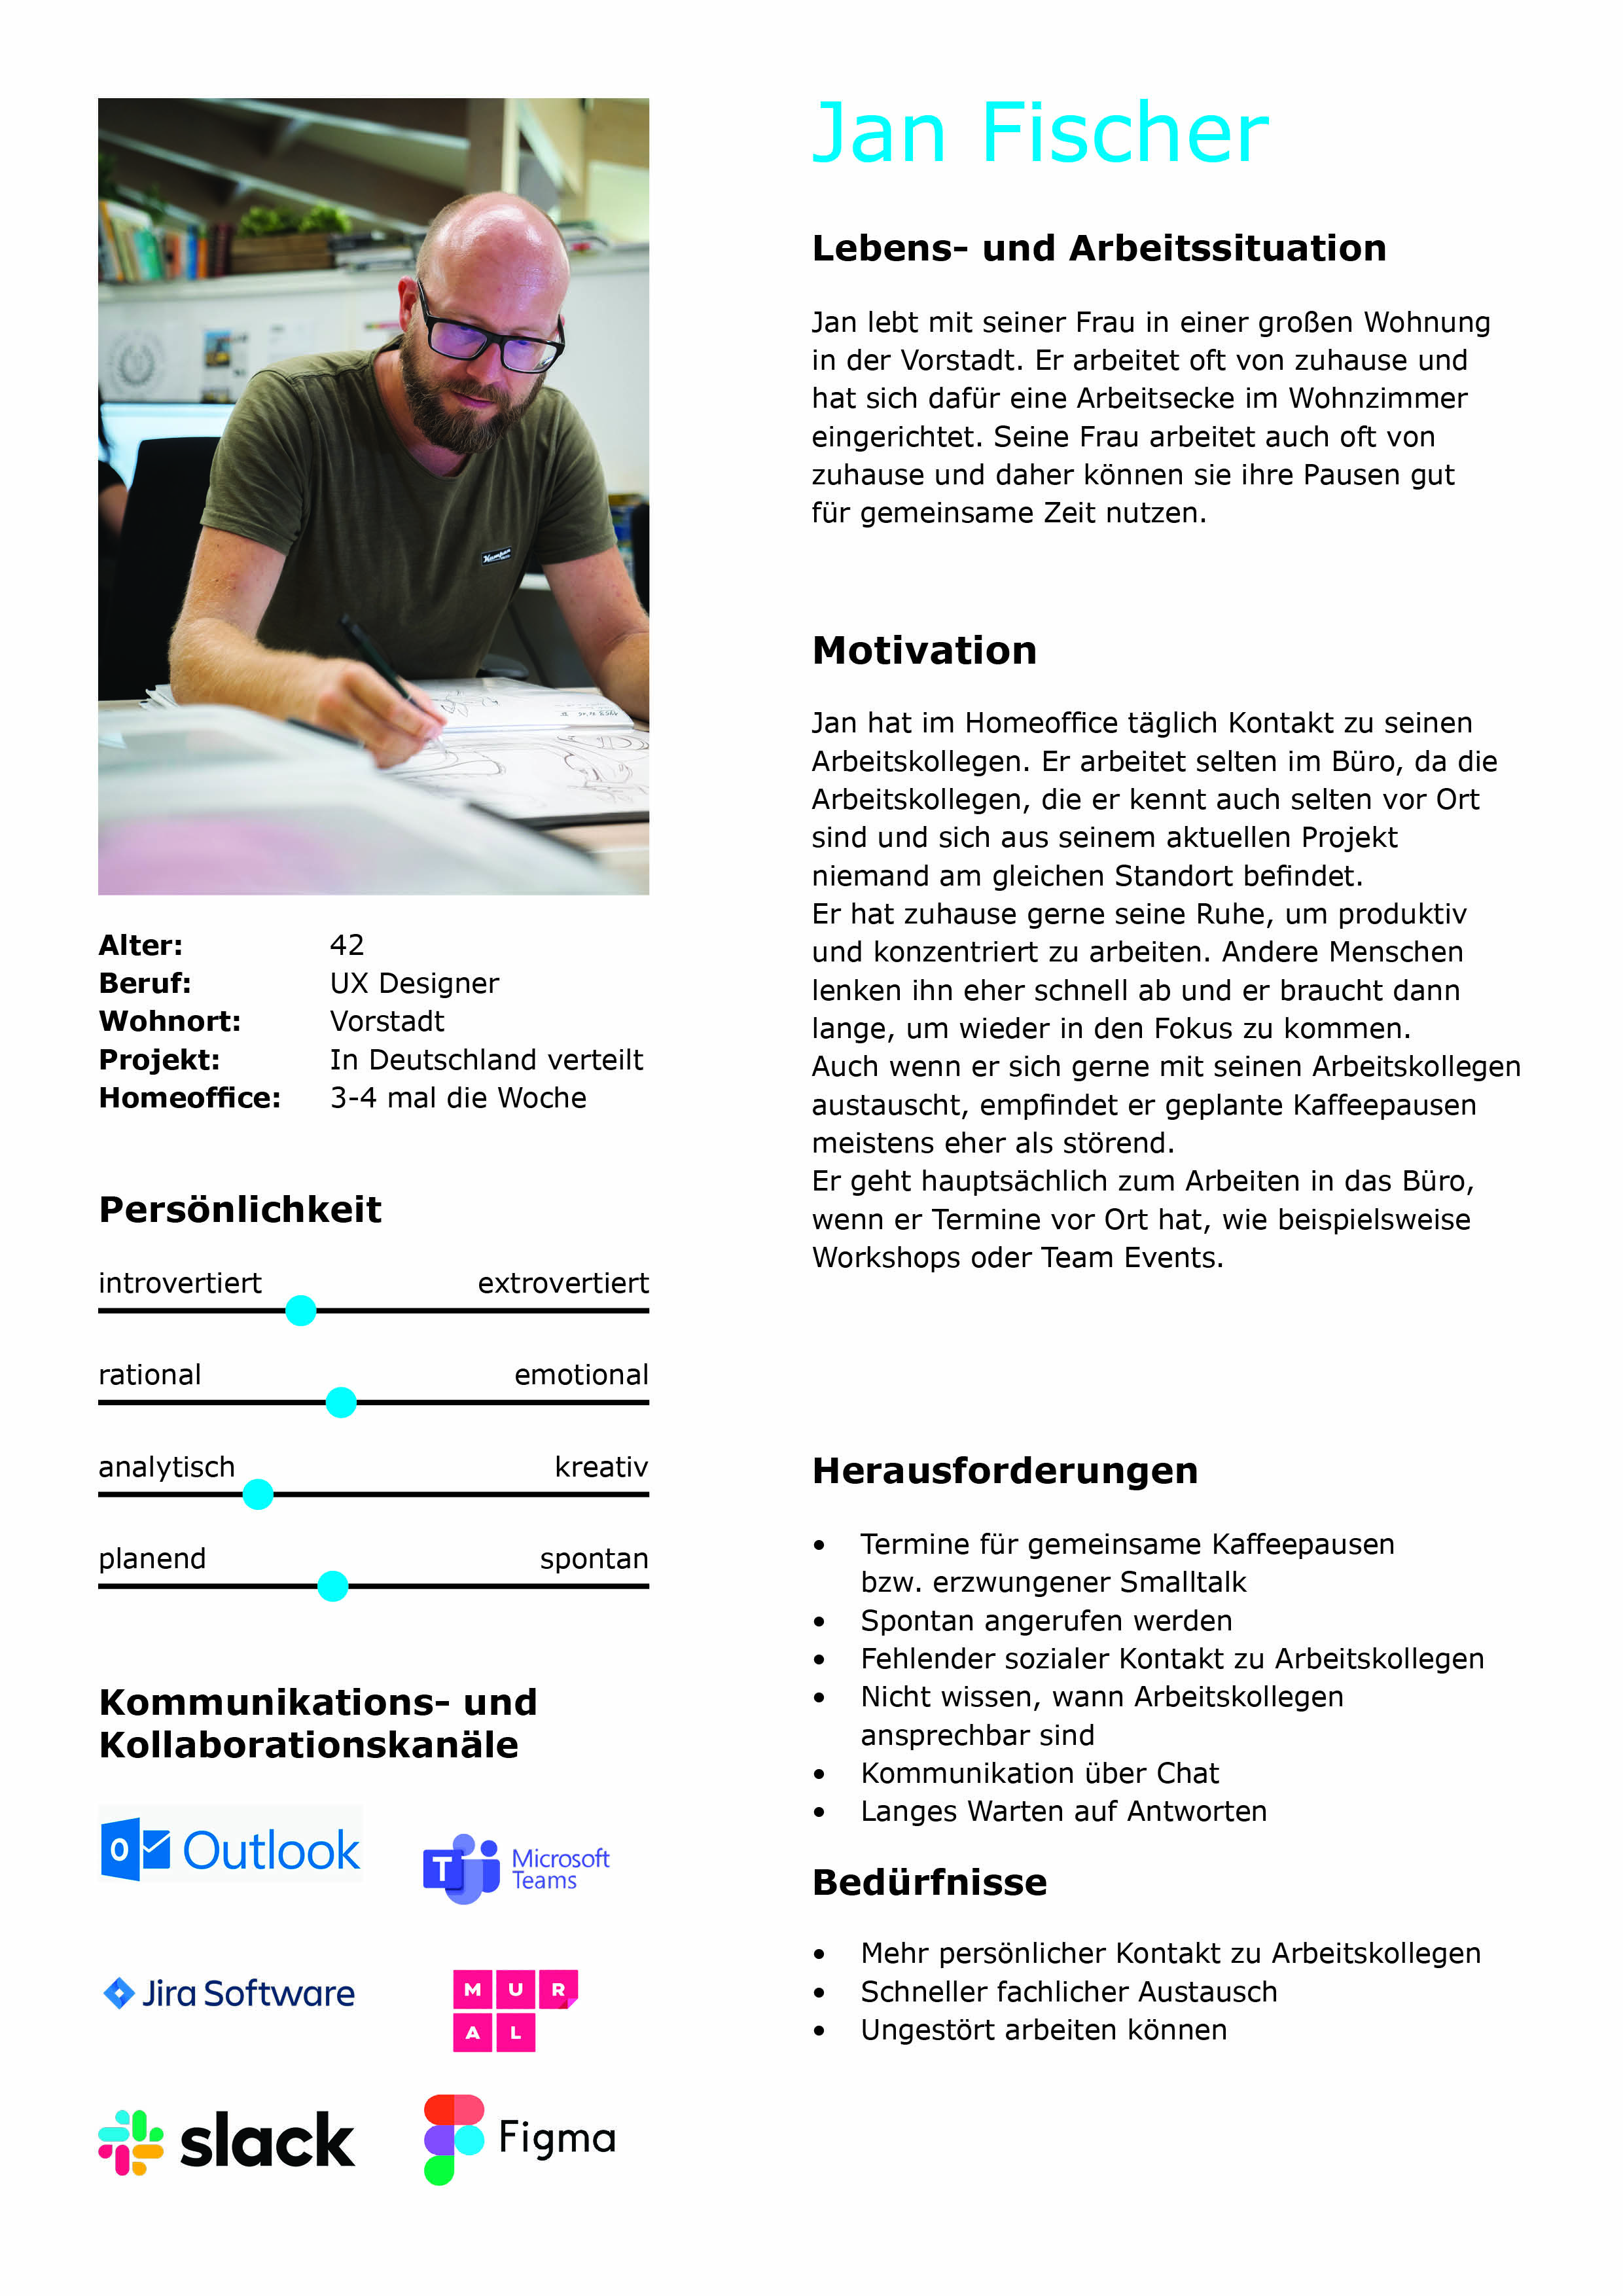 Jan Fischer
Lebens- und Arbeitssituation
Jan lebt mit seiner Frau in einer großen Wohnung
in der Vorstadt. Er arbeitet oft von zuhause und
hat sich dafür eine Arbeitsecke im Wohnzimmer
eingerichtet. Seine Frau arbeitet auch oft von
zuhause und daher können sie ihre Pausen gut
für gemeinsame Zeit nutzen.
Motivation
Jan hat im Homeoffice täglich Kontakt zu seinen
Arbeitskollegen. Er arbeitet selten im Büro, da die
Arbeitskollegen, die er kennt auch selten vor Ort
sind und sich aus seinem aktuellen Projekt
niemand am gleichen Standort befindet.
Er hat zuhause gerne seine Ruhe, um produktiv
und konzentriert zu arbeiten. Andere Menschen
lenken ihn eher schnell ab und er braucht dann
lange, um wieder in den Fokus zu kommen.
Auch wenn er sich gerne mit seinen Arbeitskollegen
austauscht, empfindet er geplante Kaffeepausen
meistens eher als störend.
Er geht hauptsächlich zum Arbeiten in das Büro,
wenn er Termine vor Ort hat, wie beispielsweise
Workshops oder Team Events.
Herausforderungen
• Termine für gemeinsame Kaffeepausen
bzw. erzwungener Smalltalk
• Spontan angerufen werden
• Fehlender sozialer Kontakt zu Arbeitskollegen
• Nicht wissen, wann Arbeitskollegen
ansprechbar sind
• Kommunikation über Chat
• Langes Warten auf Antworten
Bedürfnisse
• Mehr persönlicher Kontakt zu Arbeitskollegen
• Schneller fachlicher Austausch
• Ungestört arbeiten können
Alter: 42
Beruf: UX Designer
Wohnort: Vorstadt
Projekt: In Deutschland verteilt
Homeoffice: 3-4 mal die Woche
Persönlichkeit
introvertiert extrovertiert
rational emotional
analytisch kreativ
planend spontan
Kommunikations- und
Kollaborationskanäle
Outlook
Microsoft
Teams
Jira Software
MUR
AL
slack
Figma